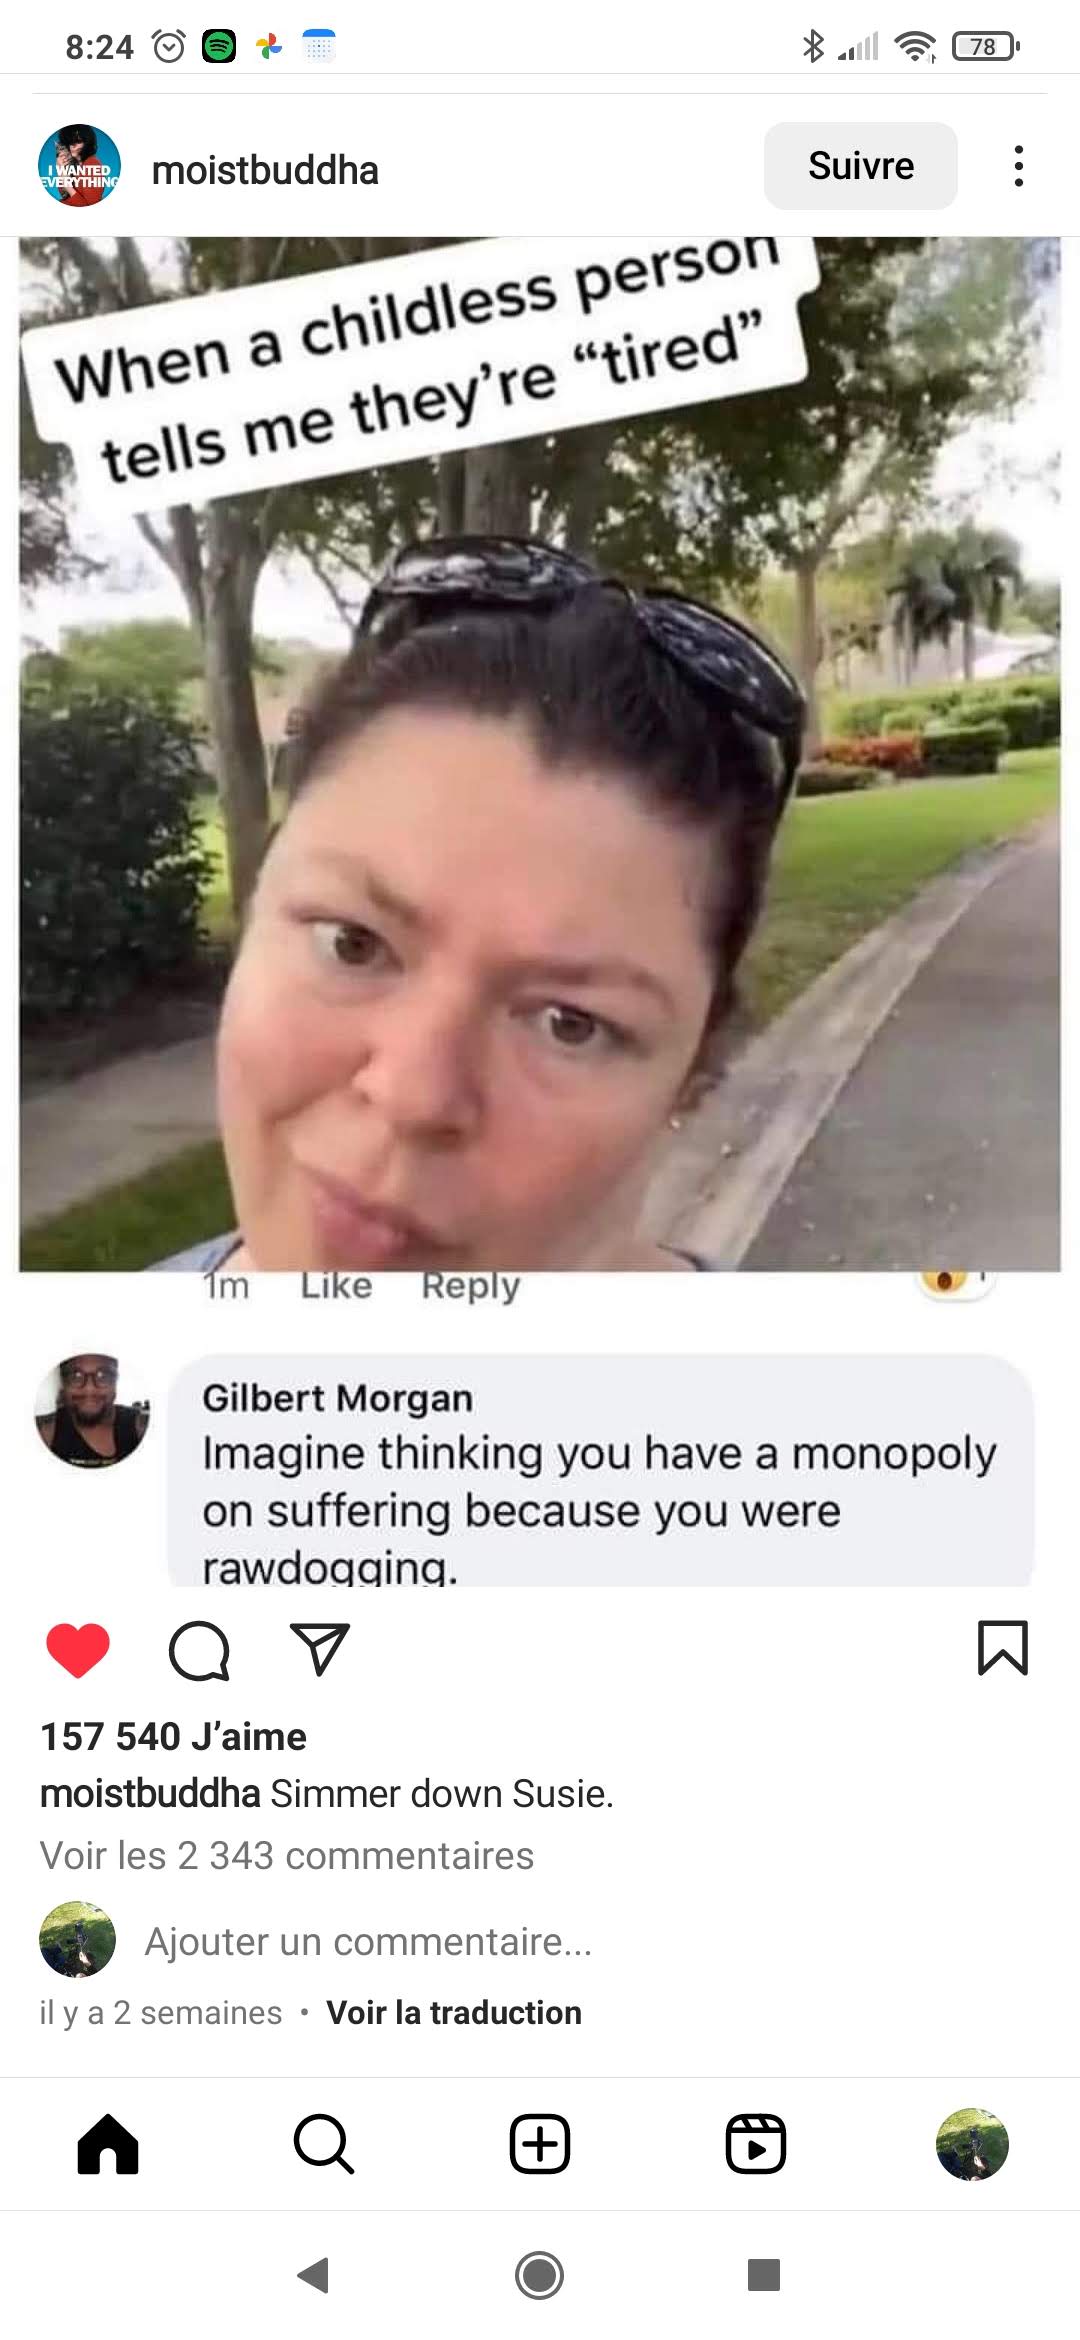 8:24
78
I WANTED
EVERYTHING
moistbuddha
Suivre
When a childless person
tells me they're "tired"
1m Like Reply
Gilbert Morgan
Imagine thinking you have a monopoly
on suffering because you were
rawdogging.
157 540 J’aime
moistbuddha Simmer down Susie.
Voir les 2 343 commentaires
Ajouter un commentaire...
il y a 2 semaines • Voir la traduction